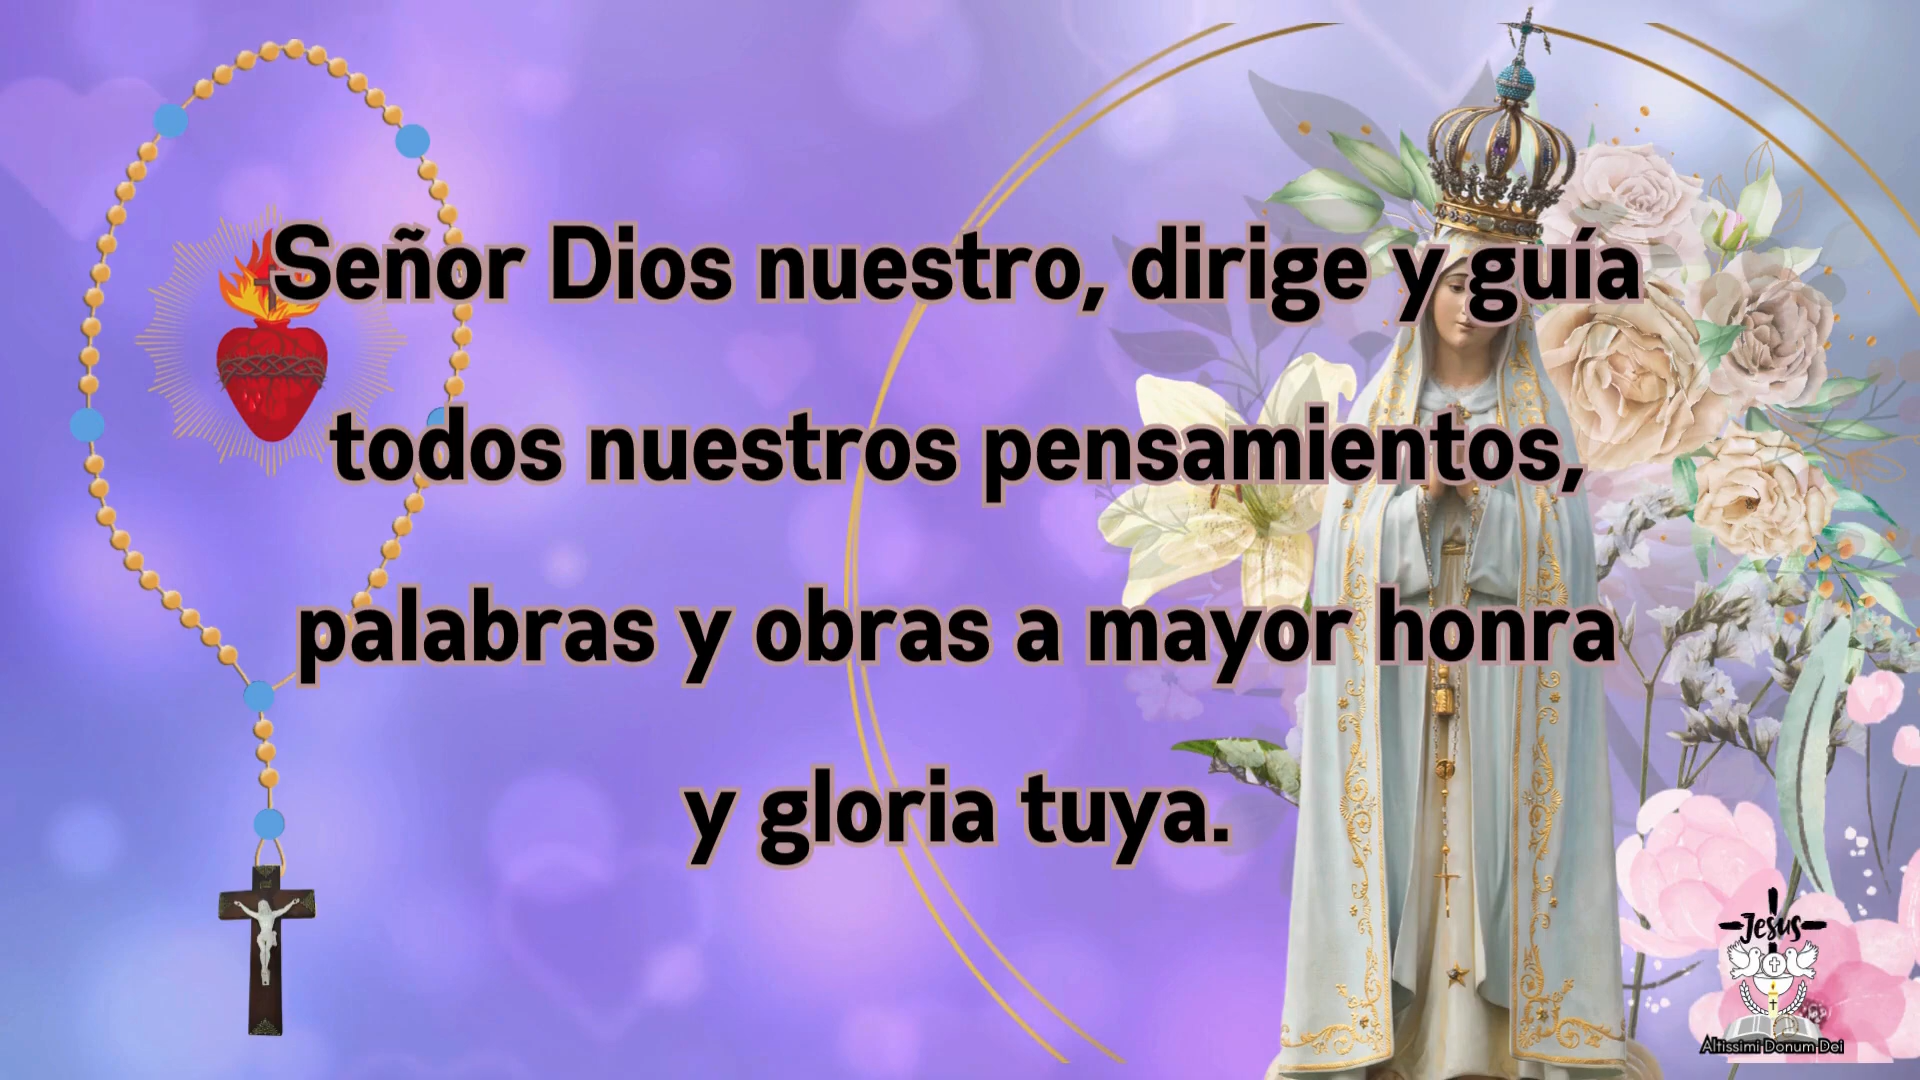 Señor Dios nuestro, dirige y guía
todos nuestros pensamientos,
palabras y obras a mayor honra
y gloria tuya.
Jesus
Altissimi Donum Dei